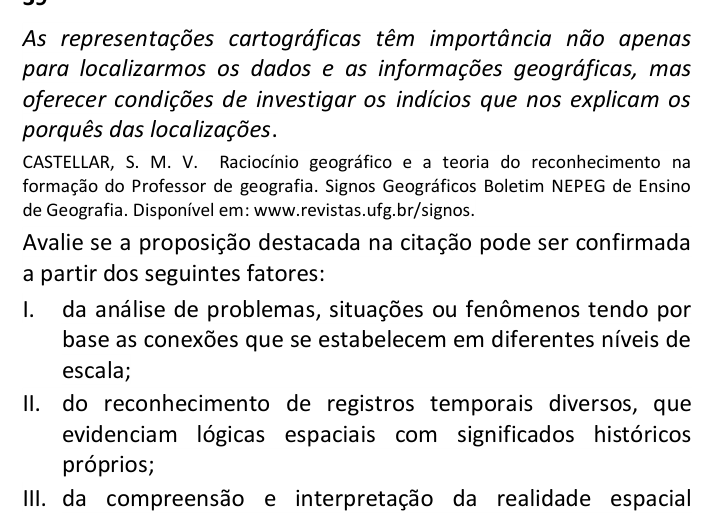 As representações cartográficas têm importância não apenas
para localizarmos os dados e as informações geográficas, mas
oferecer condições de investigar os indícios que nos explicam os
porquês das localizações.
CASTELLAR, S. M. V. Raciocínio geográfico e a teoria do reconhecimento na
formação do Professor de geografia. Signos Geográficos Boletim NEPEG de Ensino
de Geografia. Disponível em: www.revistas.ufg.br/signos.
Avalie se a proposição destacada na citação pode ser confirmada
a partir dos seguintes fatores:
I. da análise de problemas, situações ou fenômenos tendo por
base as conexões que se estabelecem em diferentes níveis de
escala;
II. do reconhecimento de registros temporais diversos, que
evidenciam lógicas espaciais com significados históricos
próprios;
III. da compreensão e interpretação da realidade espacial